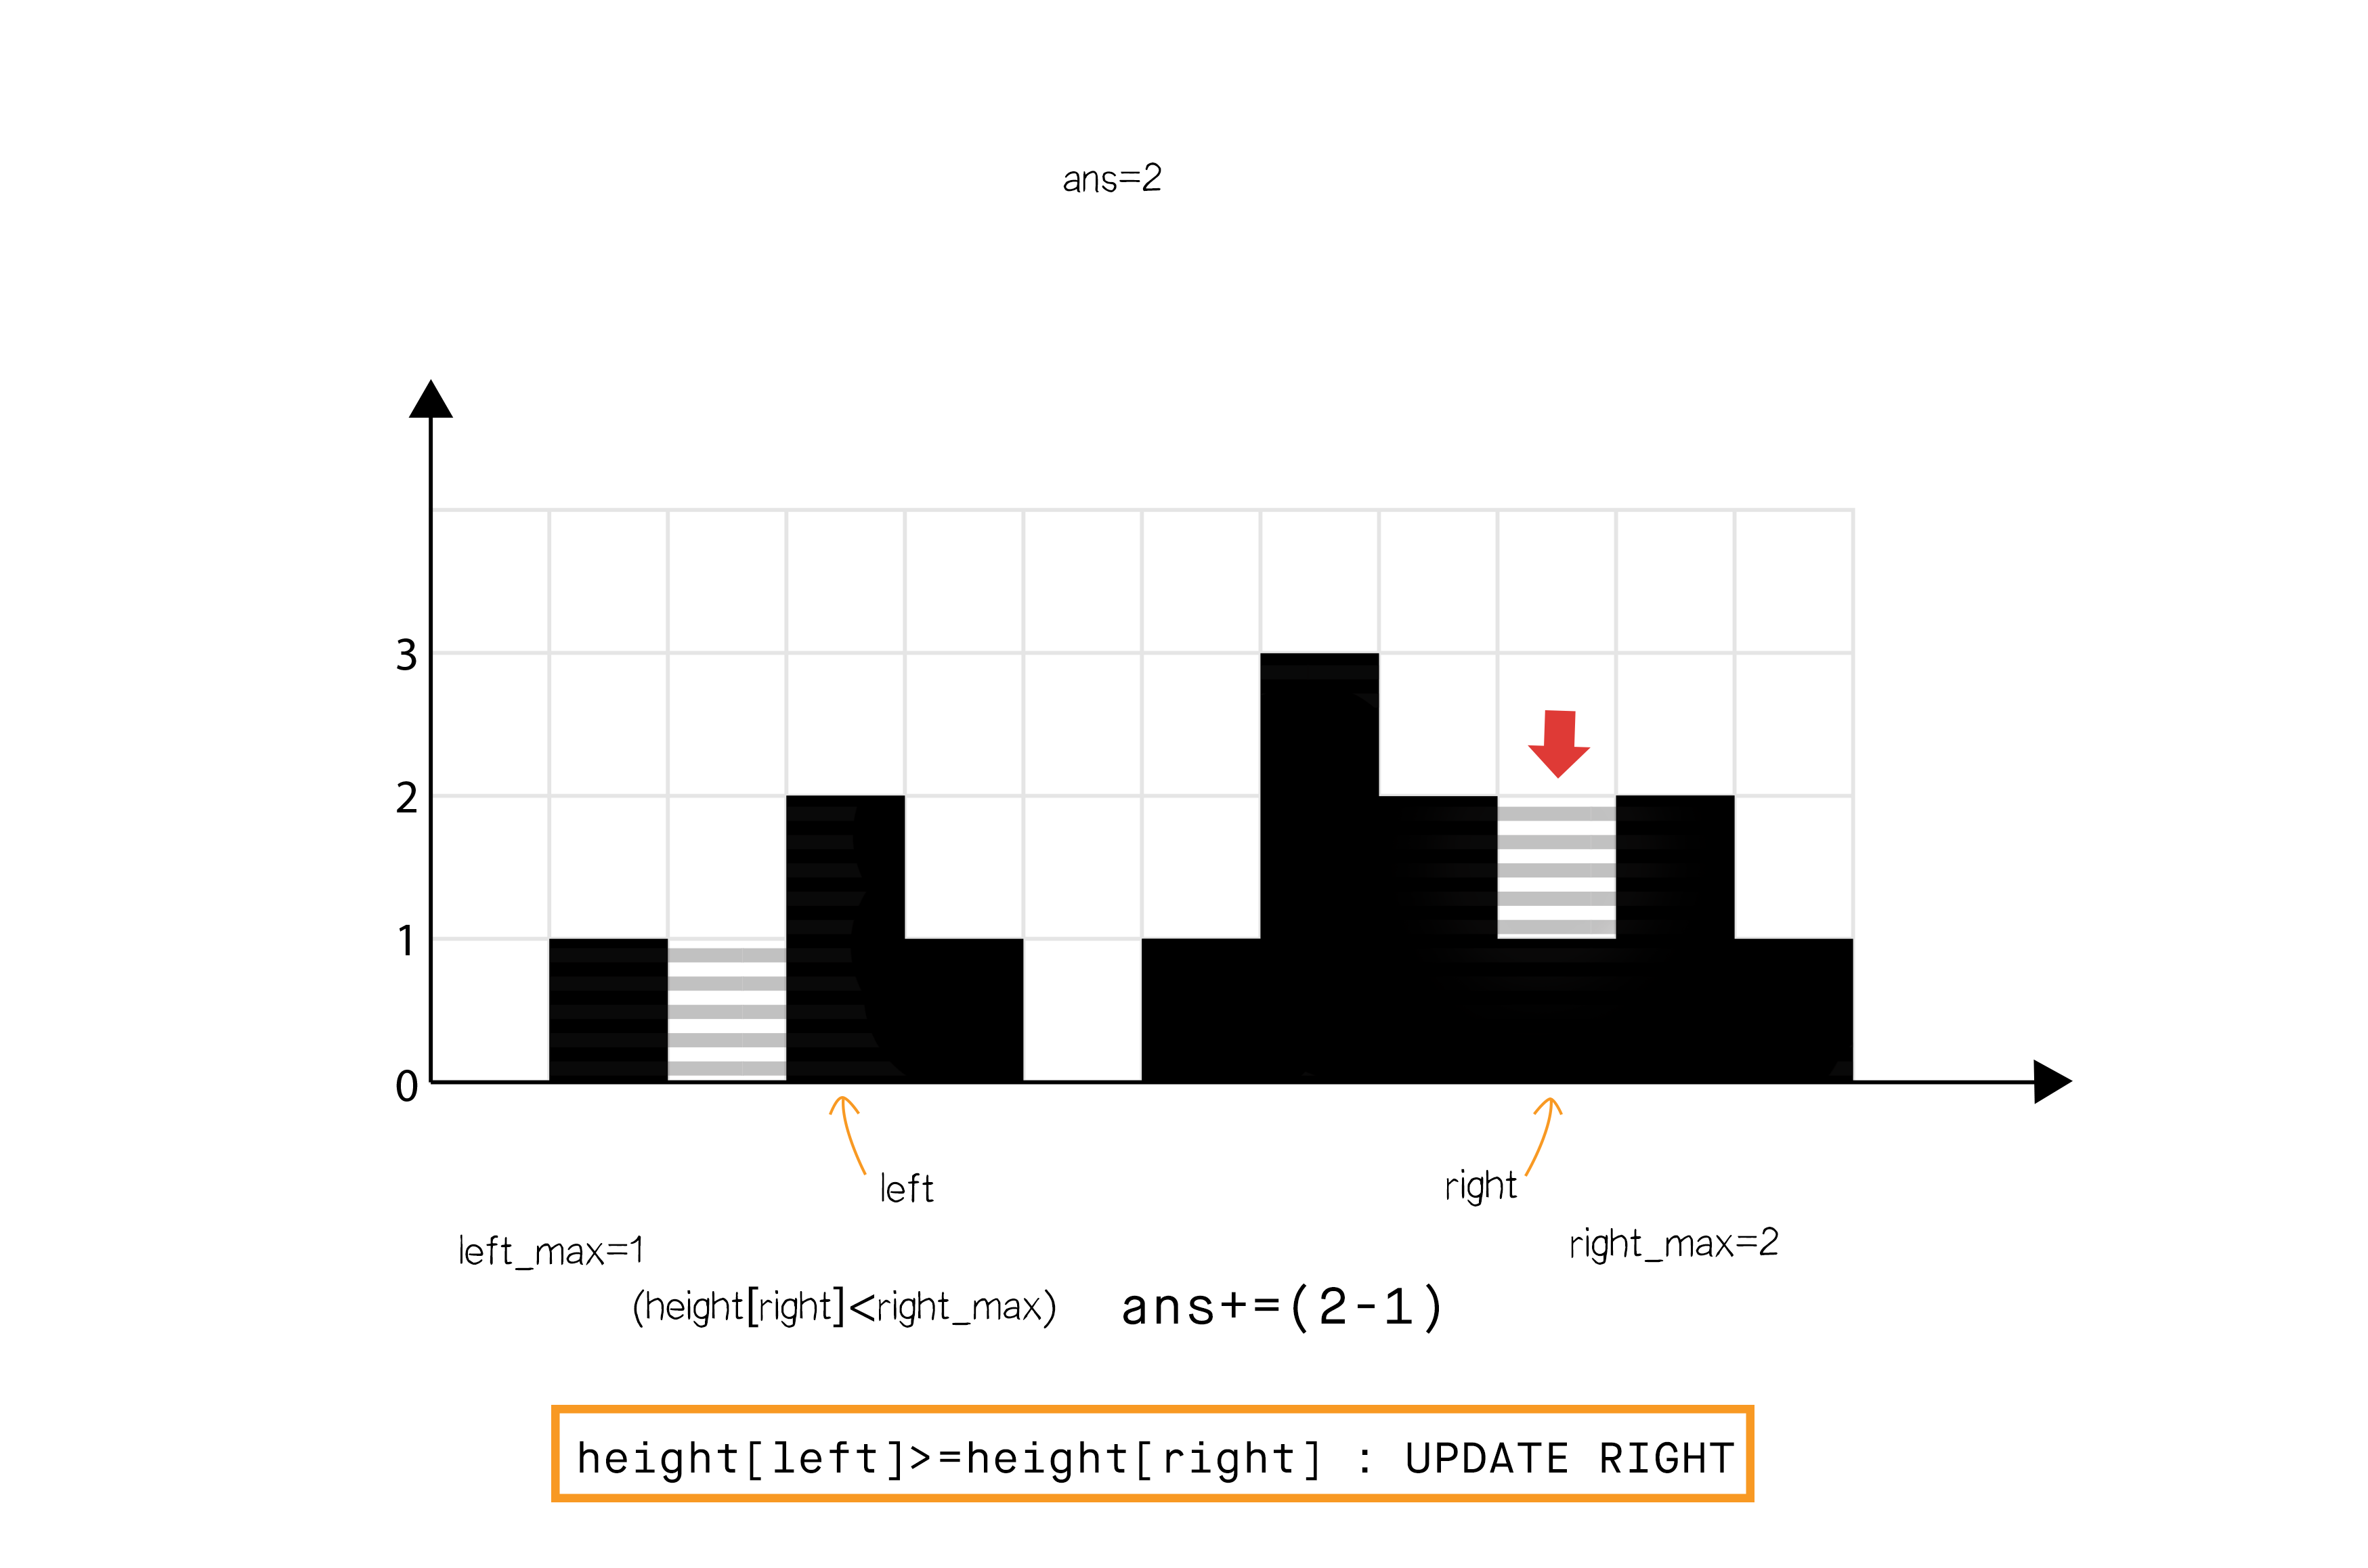 ans=2
3
2
1
0
left
right
left_max=1
right_max=2
(height[right]<right_max) ans+=(2-1)
height[left]>=height[right] : UPDATE RIGHT